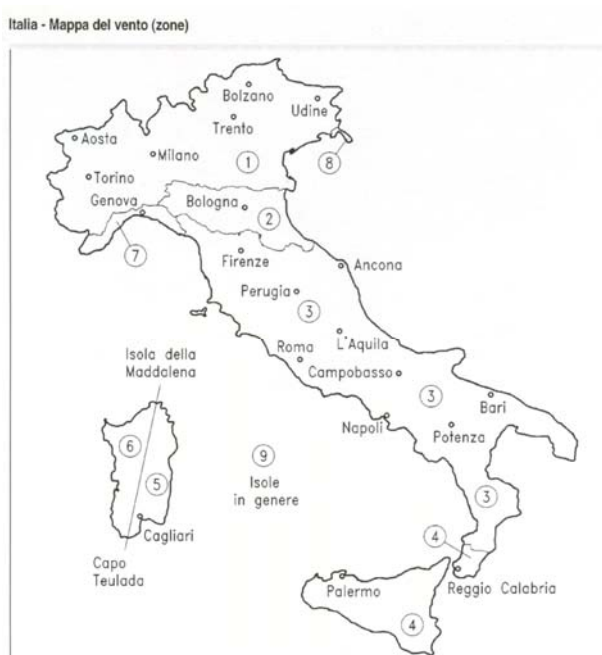 Italia - Mappa del vento (zone)
Bolzano
Udine
Trento
Aosta
Milano
1
8
Torino
Genova
Bologna
2
7
Firenze
Ancona
Perugia
3
L'Aquila
Isola della
Maddalena
Roma
Campobasso
3
Bari
Napoli
Potenza
6
9
5
Isole
in genere
3
Cagliari
4
Capo
Teulada
Palermo
Reggio Calabria
4